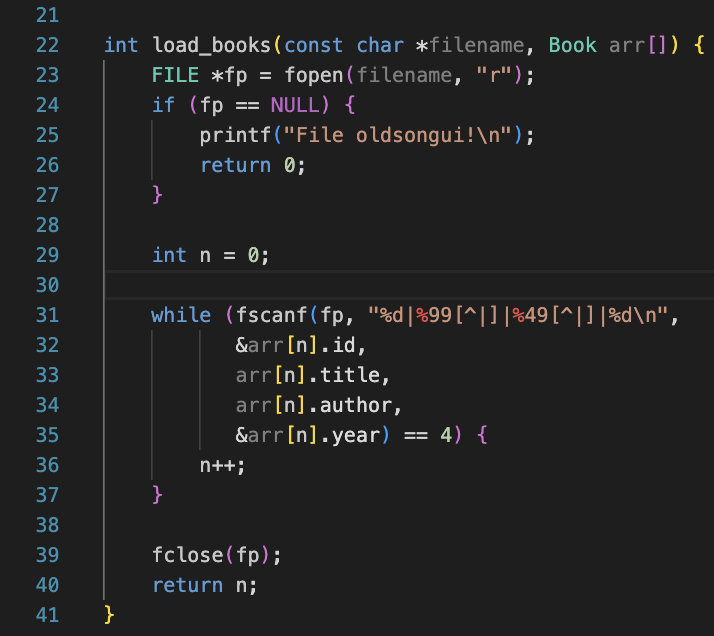 21
22 int load_books(const char *filename, Book arr[]) {
23     FILE *fp = fopen(filename, "r");
24     if (fp == NULL) {
25         printf("File oldsongui!\n");
26         return 0;
27     }
28
29     int n = 0;
30
31     while (fscanf(fp, "%d|%99[^|]|%49[^|]|%d\n",
32            &arr[n].id,
33            arr[n].title,
34            arr[n].author,
35            &arr[n].year) == 4) {
36         n++;
37     }
38
39     fclose(fp);
40     return n;
41 }